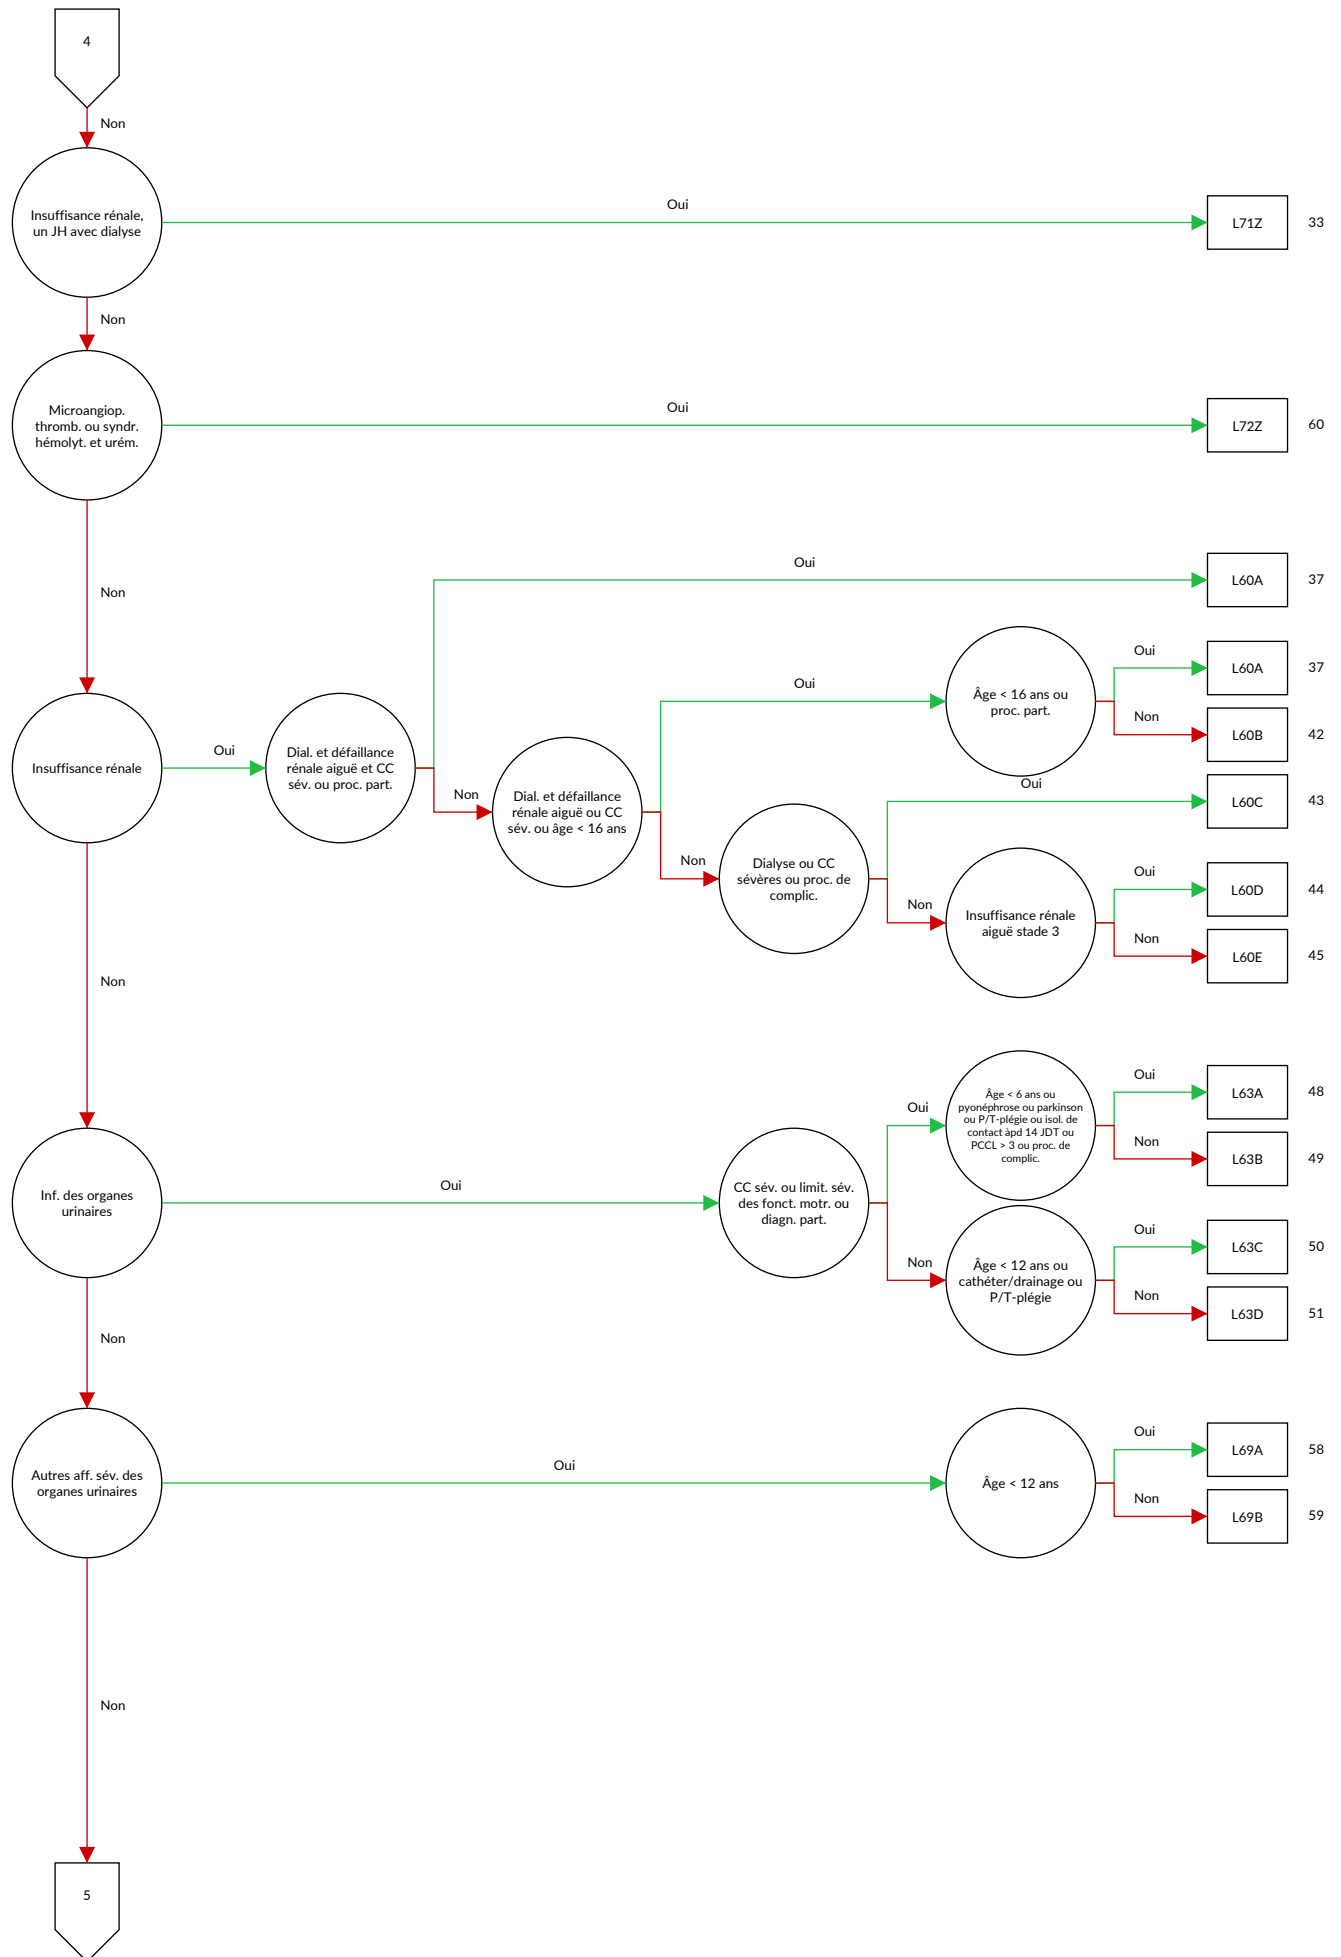 4
Non
Insuffisance rénale,
un JH avec dialyse
Oui
L71Z
33
Non
Microangiop.
thromb. ou syndr.
hémolyt. et urém.
Oui
L72Z
60
Non
Insuffisance rénale
Oui
Dial. et défaillance
rénale aiguë et CC
sév. ou proc. part.
Oui
L60A
37
Non
Dial. et défaillance
rénale aiguë ou CC
sév. ou âge < 16 ans
Oui
Âge < 16 ans ou
proc. part.
Oui
L60A
37
Non
L60B
42
Non
Dialyse ou CC
sévères ou proc. de
complic.
Oui
L60C
43
Non
Insuffisance rénale
aiguë stade 3
Oui
L60D
44
Non
L60E
45
Non
Inf. des organes
urinaires
Oui
CC sév. ou limit. sév.
des fonct. motr. ou
diagn. part.
Oui
Âge < 6 ans ou
pyonéphrose ou parkinson
ou P/T-plégie ou isol. de
contact àpd 14 JDT ou
PCCL > 3 ou proc. de
complic.
Oui
L63A
48
Non
L63B
49
Non
Âge < 12 ans ou
cathéter/drainage ou
P/T-plégie
Oui
L63C
50
Non
L63D
51
Non
Autres aff. sév. des
organes urinaires
Oui
Âge < 12 ans
Oui
L69A
58
Non
L69B
59
Non
5